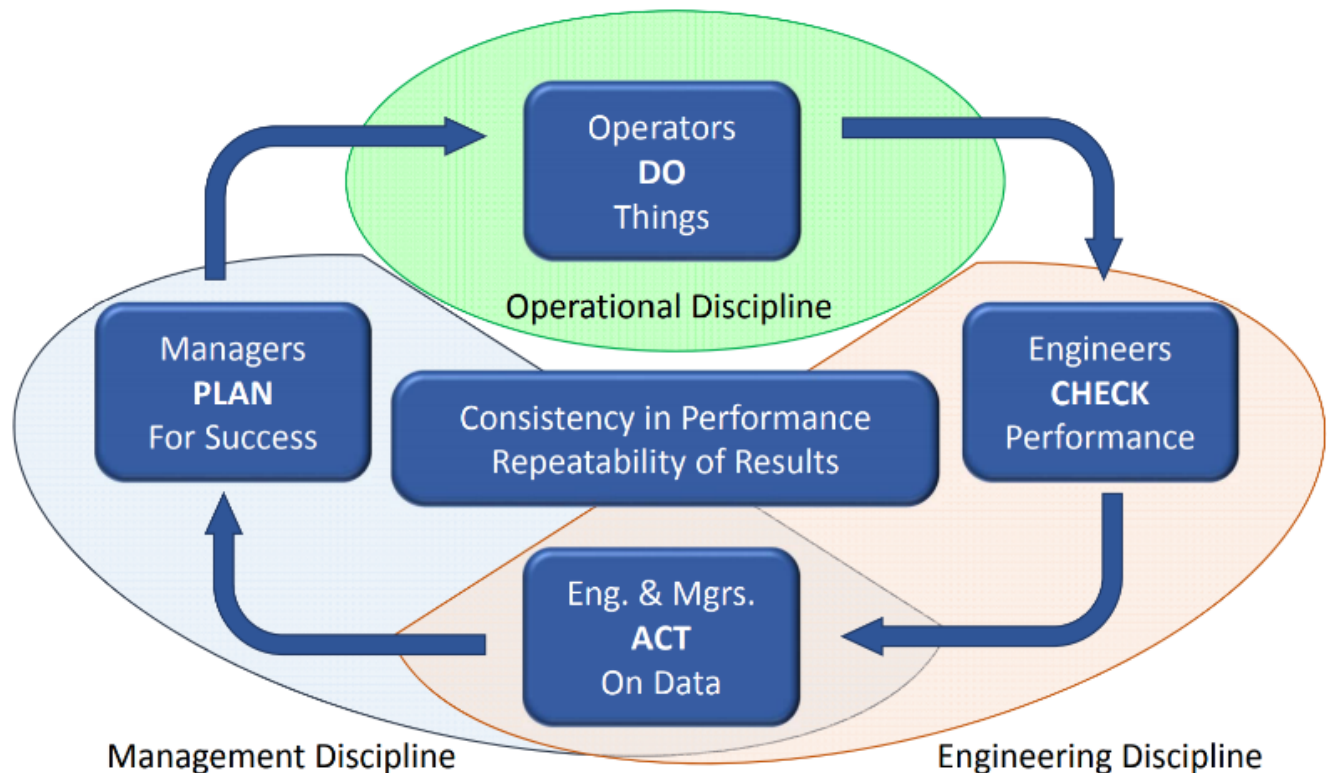 Operators
DO
Things
Operational Discipline
Managers
PLAN
For Success
Consistency in Performance
Repeatability of Results
Engineers
CHECK
Performance
Eng. & Mgrs.
ACT
On Data
Management Discipline
Engineering Discipline